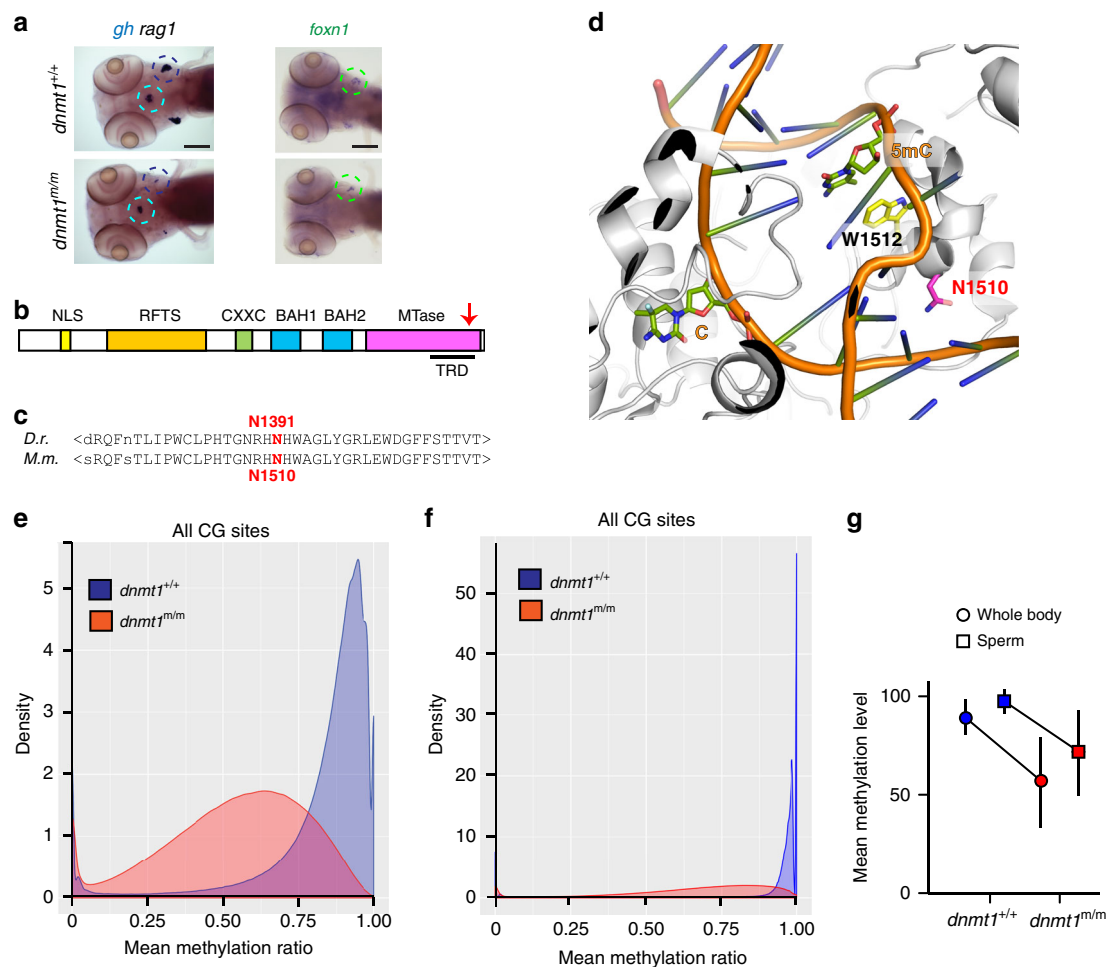 a
gh rag1
foxn1
dnmt1+/+
dnmt1m/m
b
NLS
RFTS
CXXC
BAH1
BAH2
MTase
TRD
c
N1391
D.r. <dRQFnTLIPWCLPHTGNRHNHWAGLYGRLEWDGFFSTTVT>
M.m. <sRQFsTLIPWCLPHTGNRHNHWAGLYGRLEWDGFFSTTVT>
N1510
d
5mC
W1512
N1510
C
e
All CG sites
dnmt1+/+
dnmt1m/m
Density
5
4
3
2
1
0
0
0.25
0.50
0.75
1.00
Mean methylation ratio
f
All CG sites
dnmt1+/+
dnmt1m/m
Density
50
60
40
30
20
10
0
0
0.25
0.50
0.75
1.00
Mean methylation ratio
g
Whole body
Sperm
Mean methylation level
100
50
0
dnmt1+/+
dnmt1m/m